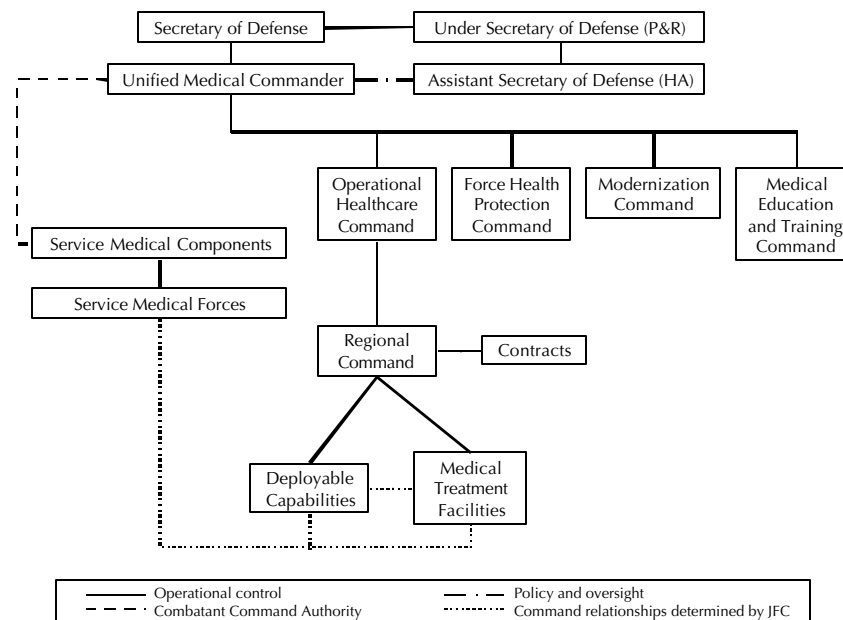 Secretary of Defense
Under Secretary of Defense (P&R)
Unified Medical Commander
Assistant Secretary of Defense (HA)
Operational
Healthcare
Command
Force Health
Protection
Command
Modernization
Command
Medical
Education
and Training
Command
Service Medical Components
Service Medical Forces
Regional
Command
Contracts
Deployable
Capabilities
Medical
Treatment
Facilities
Operational control
Policy and oversight
Combatant Command Authority
Command relationships determined by JFC